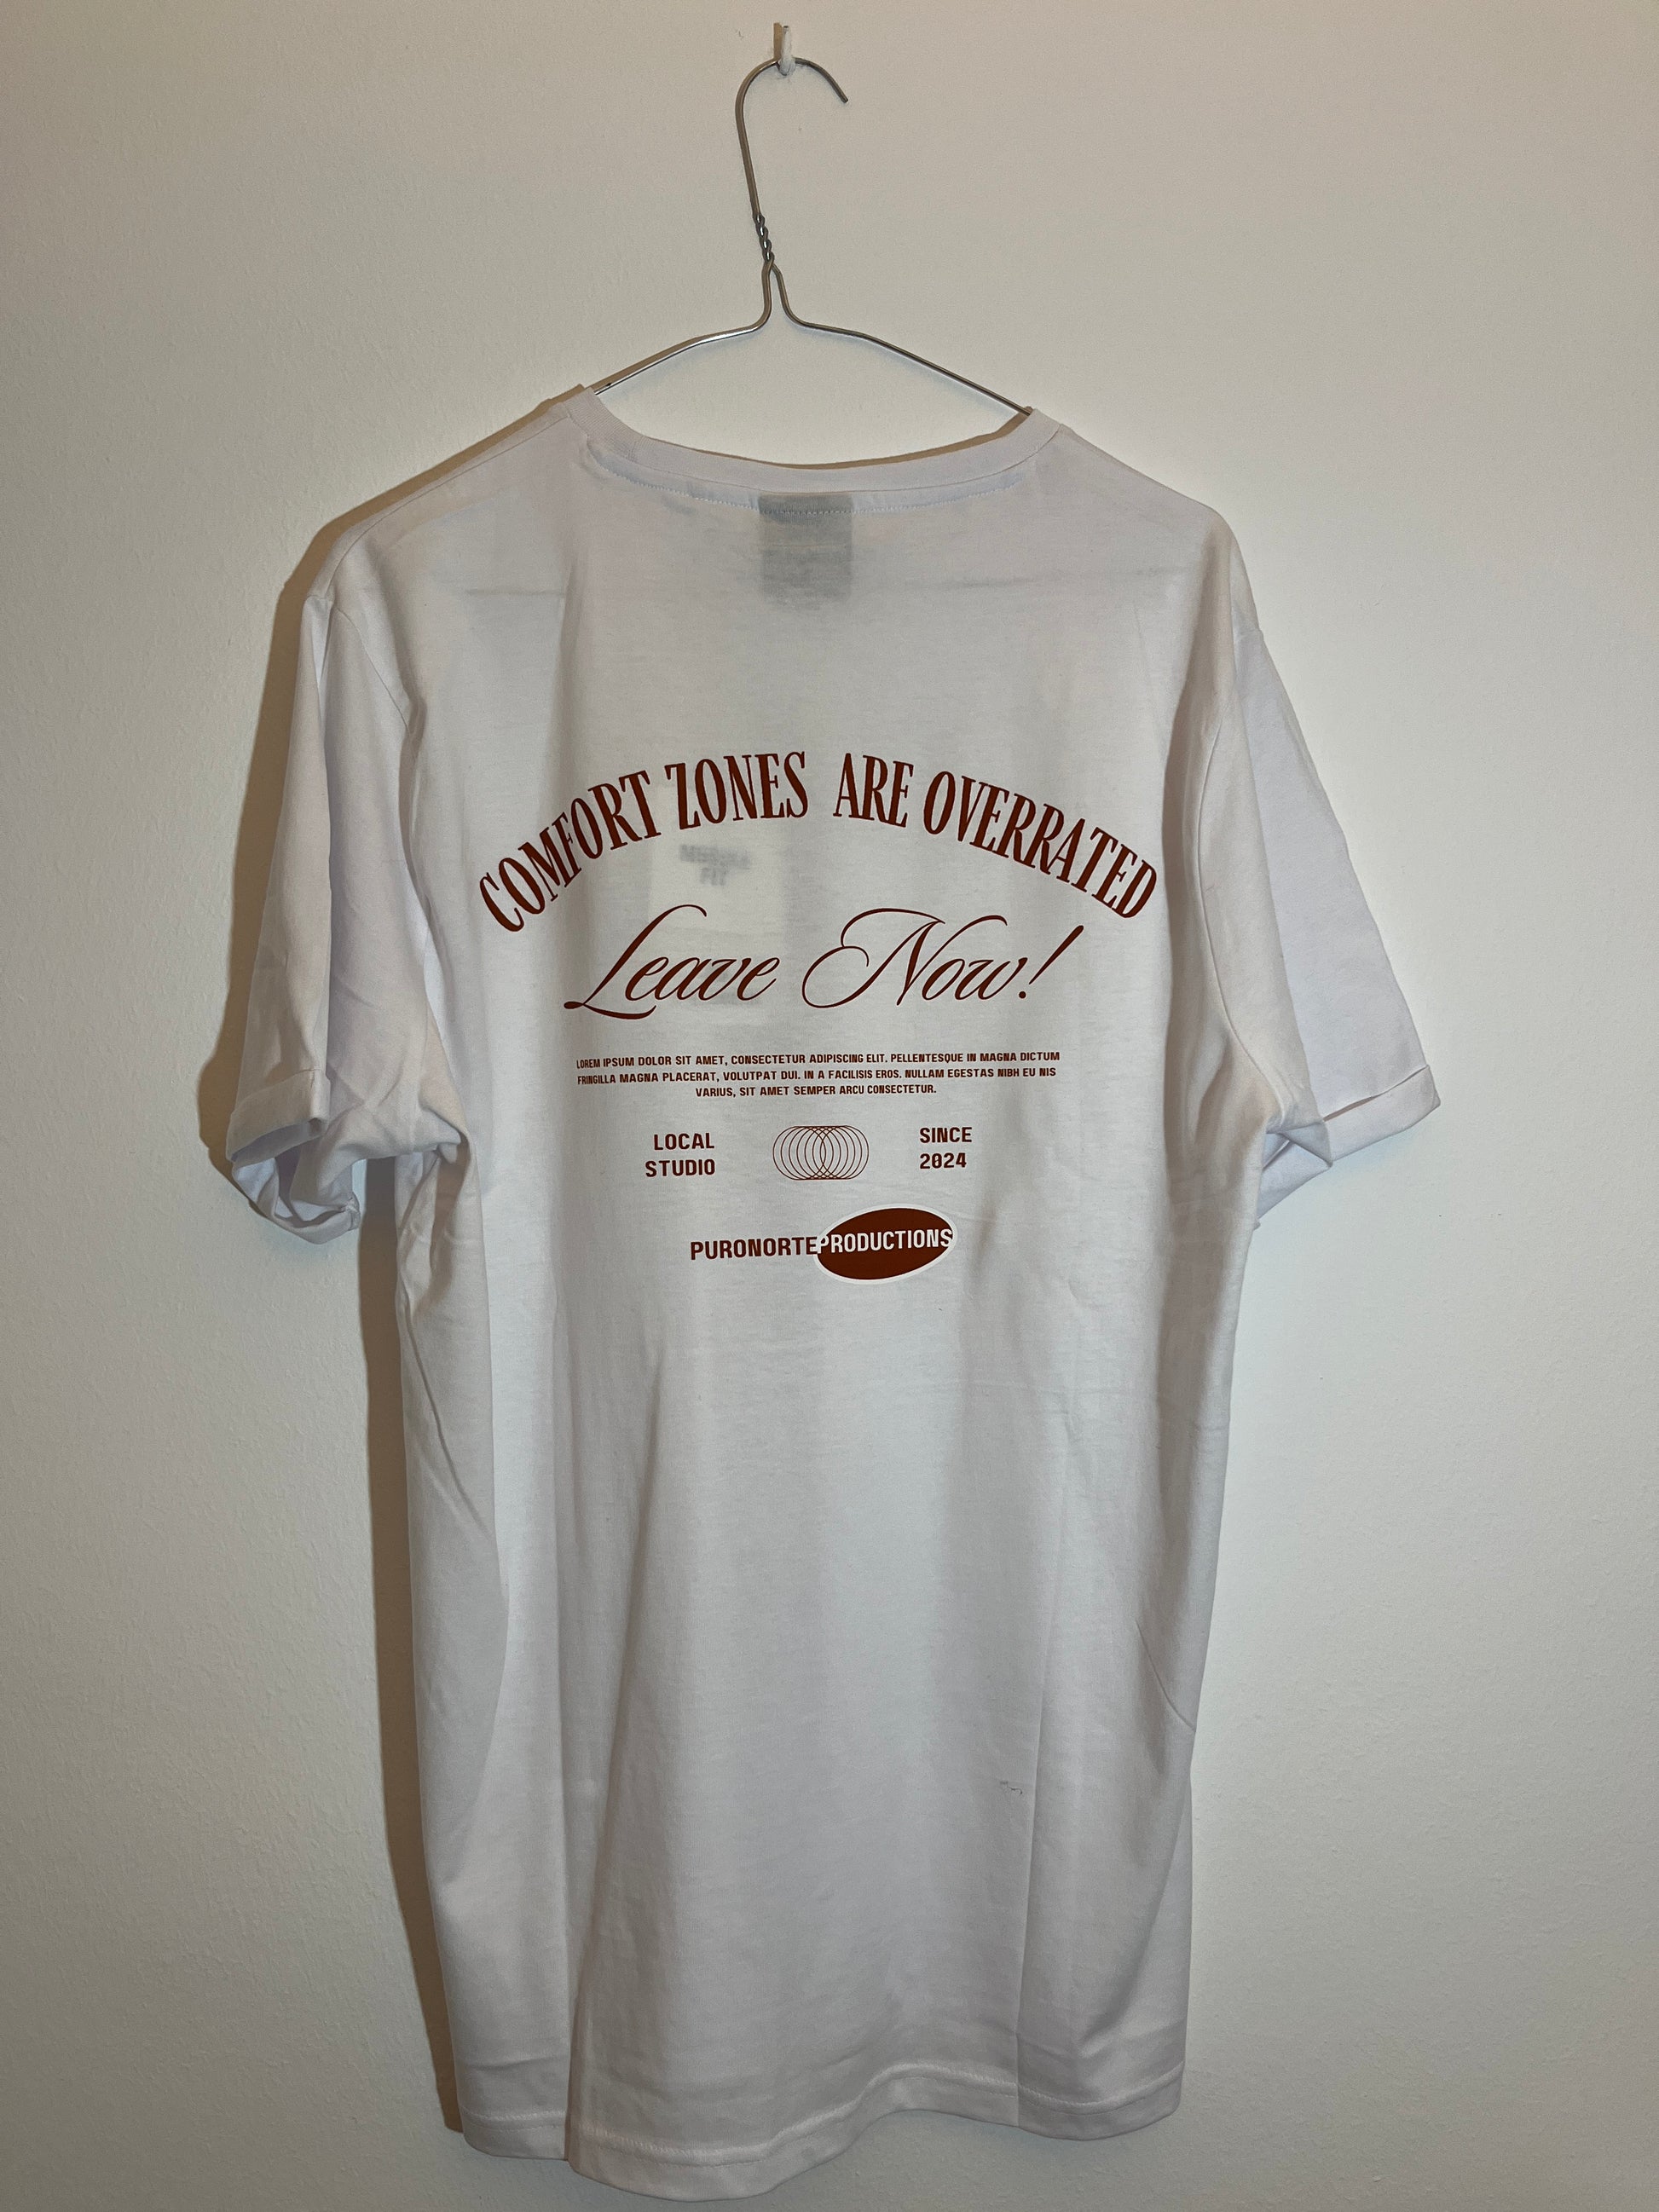 COMFORT ZONES ARE OVERRATED
Leave Now!
LOREM IPSUM DOLOR SIT AMET, CONSECTETUR ADIPISCING ELIT. PELLENTESQUE IN MAGNA DICTUM
FRINGILLA MAGNA PLACERAT, VOLUTPAT DUI. IN A FACILISIS EROS. NULLAM EGESTAS NIBH EU NIS
VARIUS, SIT AMET SEMPER ARCU CONSECTETUR.
LOCAL
STUDIO
SINCE
2024
PURONORTEPRODUCTIONS